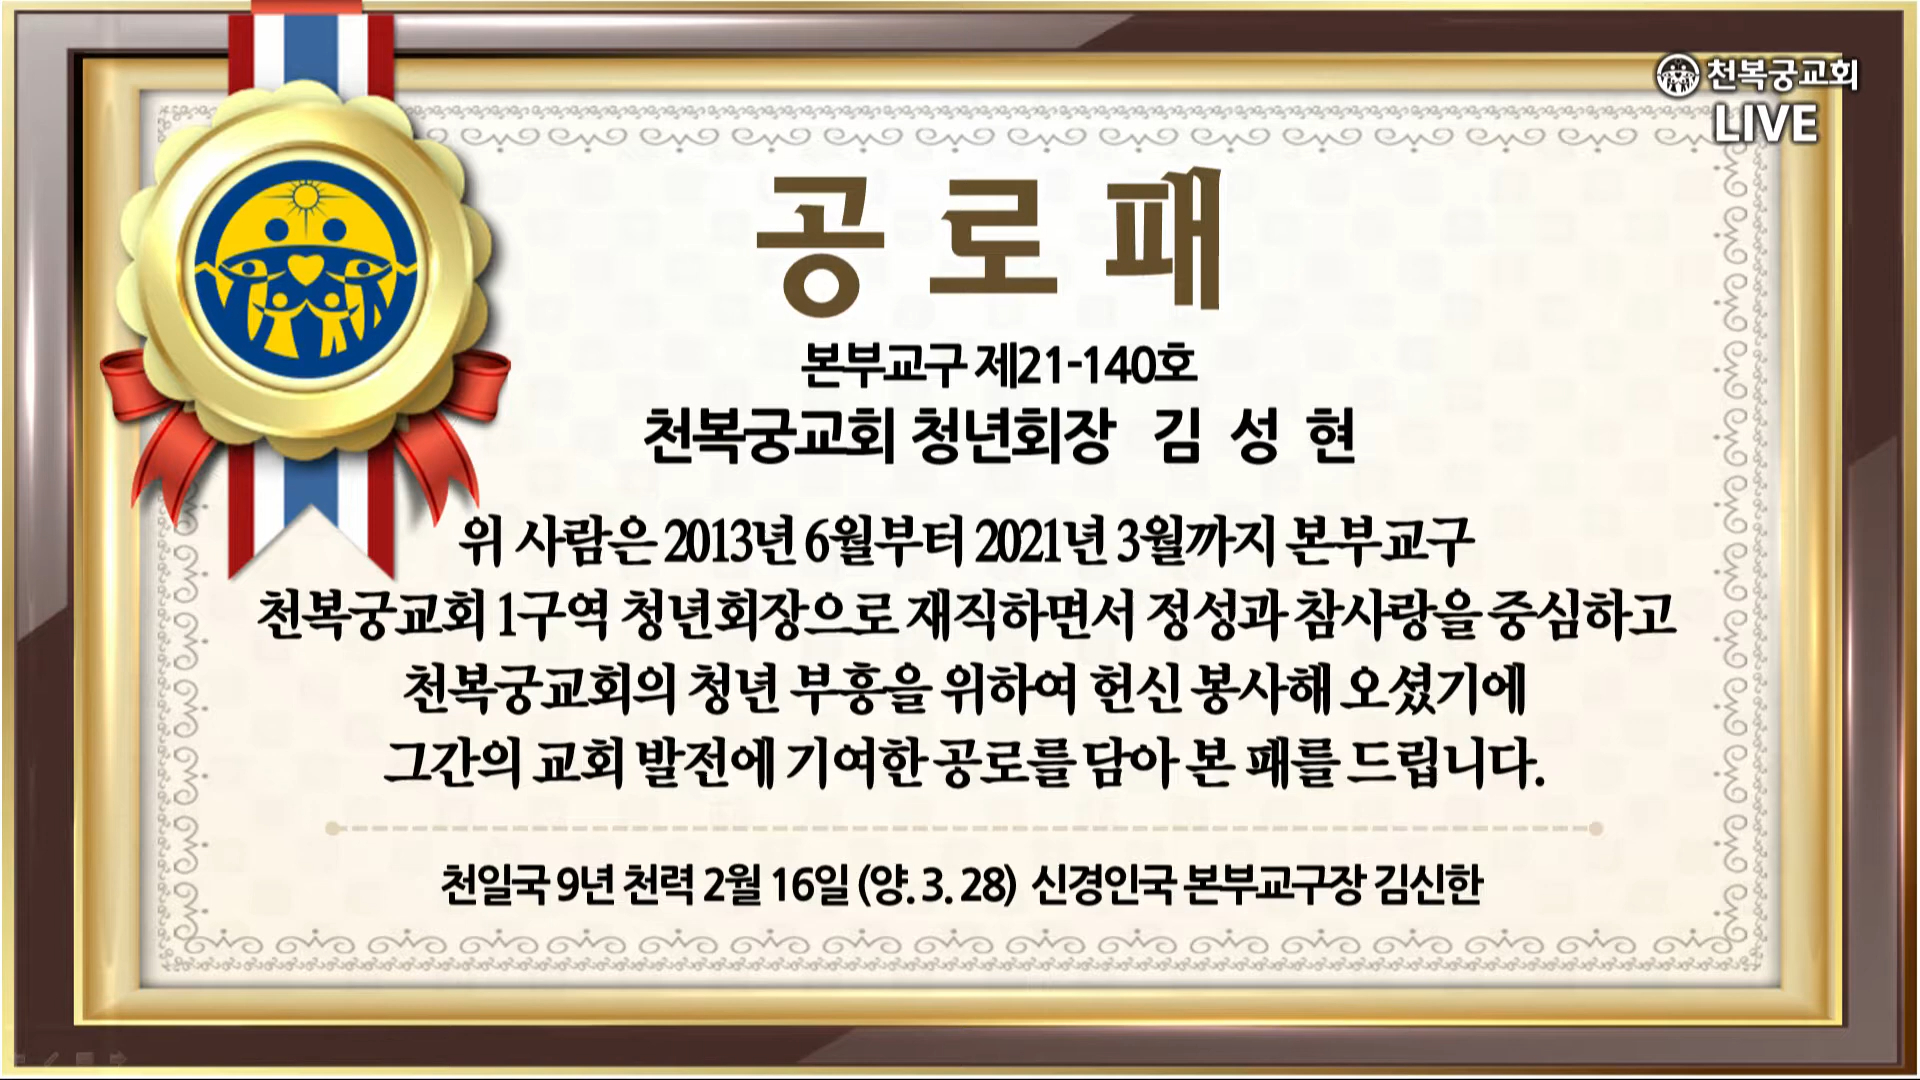 천복궁교회
LIVE
공로패
본부교구 제21-140호
천복궁교회 청년회장 김 성 현
위 사람은 2013년 6월부터 2021년 3월까지 본부교구
천복궁교회 1구역 청년회장으로 재직하면서 정성과 참사랑을 중심하고
천복궁교회의 청년 부흥을 위하여 헌신 봉사해 오셨기에
그간의 교회 발전에 기여한 공로를 담아 본 패를 드립니다.
천일국 9년 천력 2월 16일 (양. 3. 28) 신경인국 본부교구장 김신한